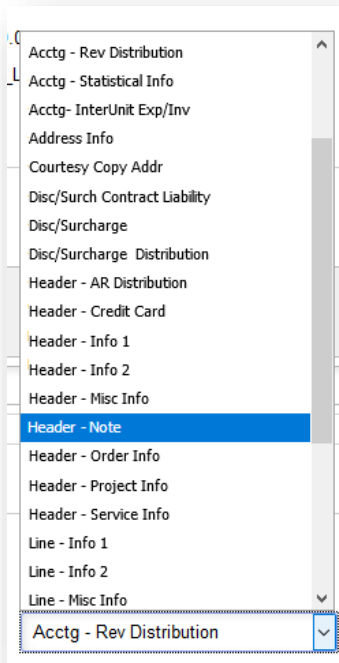 Acctg - Rev Distribution
Acctg - Statistical Info
Acctg- InterUnit Exp/Inv
Address Info
Courtesy Copy Addr
Disc/Surch Contract Liability
Disc/Surcharge
Disc/Surcharge Distribution
Header - AR Distribution
Header - Credit Card
Header - Info 1
Header - Info 2
Header - Misc Info
Header - Note
Header - Order Info
Header - Project Info
Header - Service Info
Line - Info 1
Line - Info 2
Line - Misc Info
Acctg - Rev Distribution